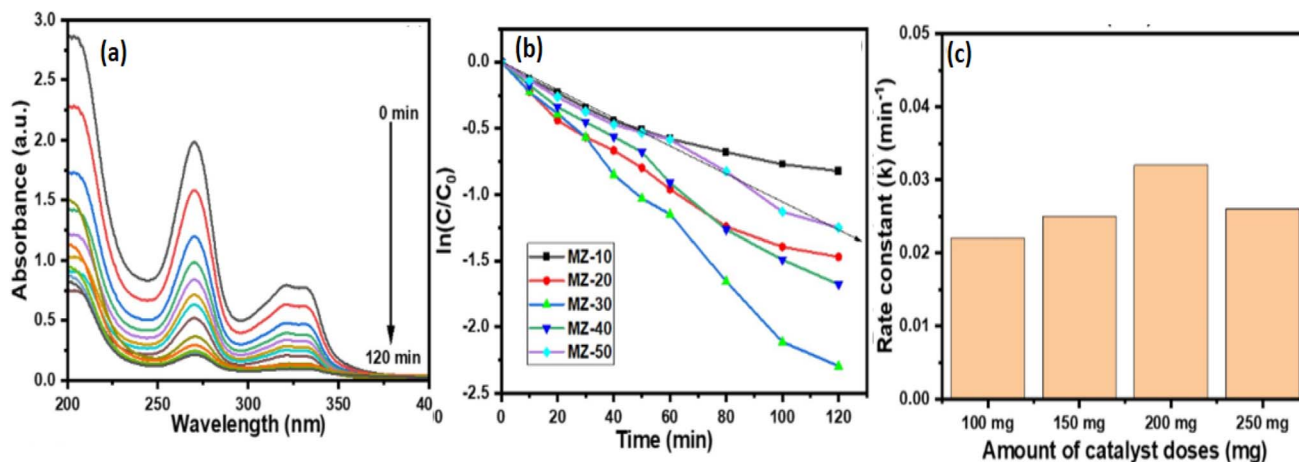 (a)
3.0
2.5
2.0
1.5
1.0
0.5
0.0
Absorbance (a.u.)
0 min
120 min
200 250 300 350 40
0
Wavelength (nm)
(b)
0.0
-0.5
-1.0
-1.5
-2.0
-2.5
ln(C/C0)
MZ-10
MZ-20
MZ-30
MZ-40
MZ-50
0 20 40 60 80 100 120
Time (min)
(c)
0.05
0.04
0.03
0.02
0.01
0.00
Rate constant (k) (min⁻¹)
100 mg 150 mg 200 mg 250 mg
Amount of catalyst doses (mg)